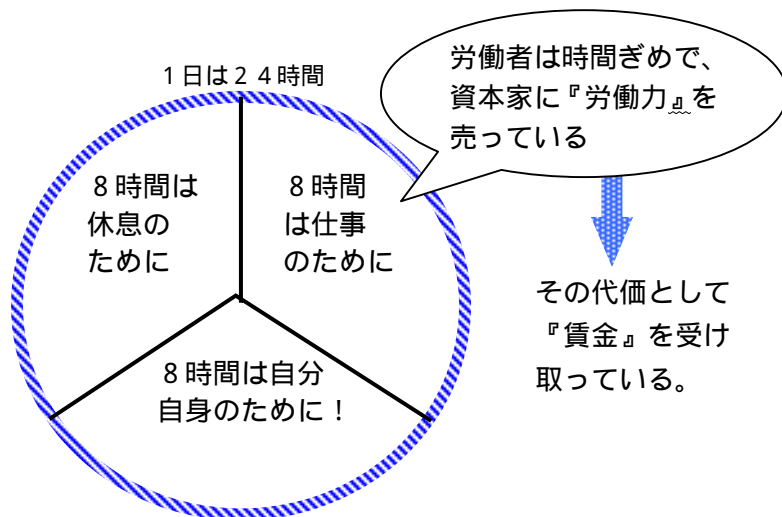 1日は24時間
労働者は時間ぎめで、
資本家に『労働力』を
売っている
8時間は
休息の
ために
8時間
は仕事
のために
8時間は自分
自身のために！
その代価として
『賃金』を受け
取っている。